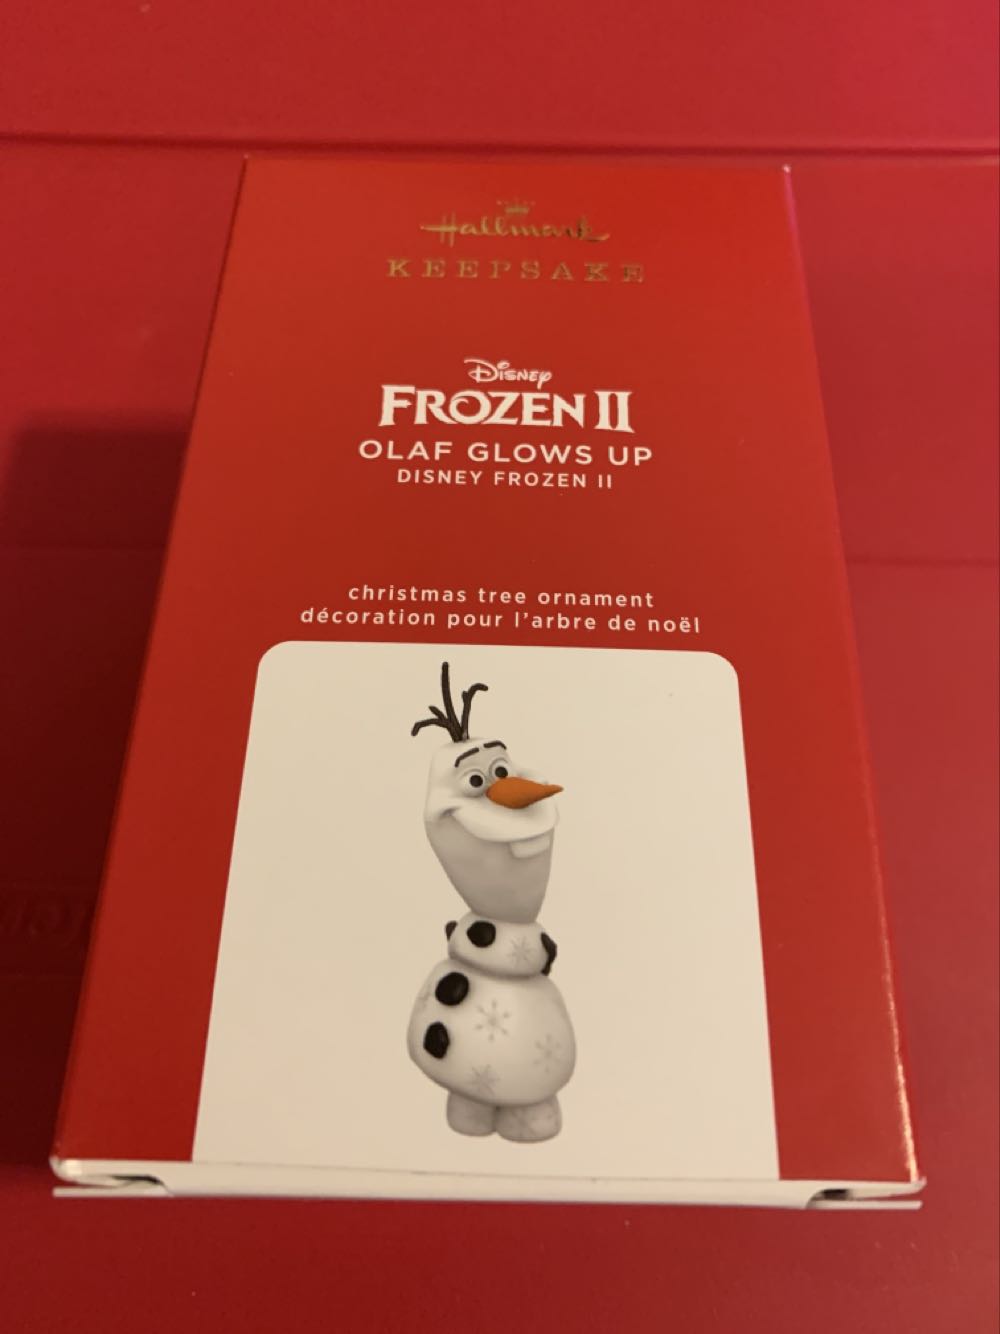 Hallmark
KEEPSAKE
Disney
FROZEN II
OLAF GLOWS UP
DISNEY FROZEN II
christmas tree ornament
décoration pour l'arbre de noël